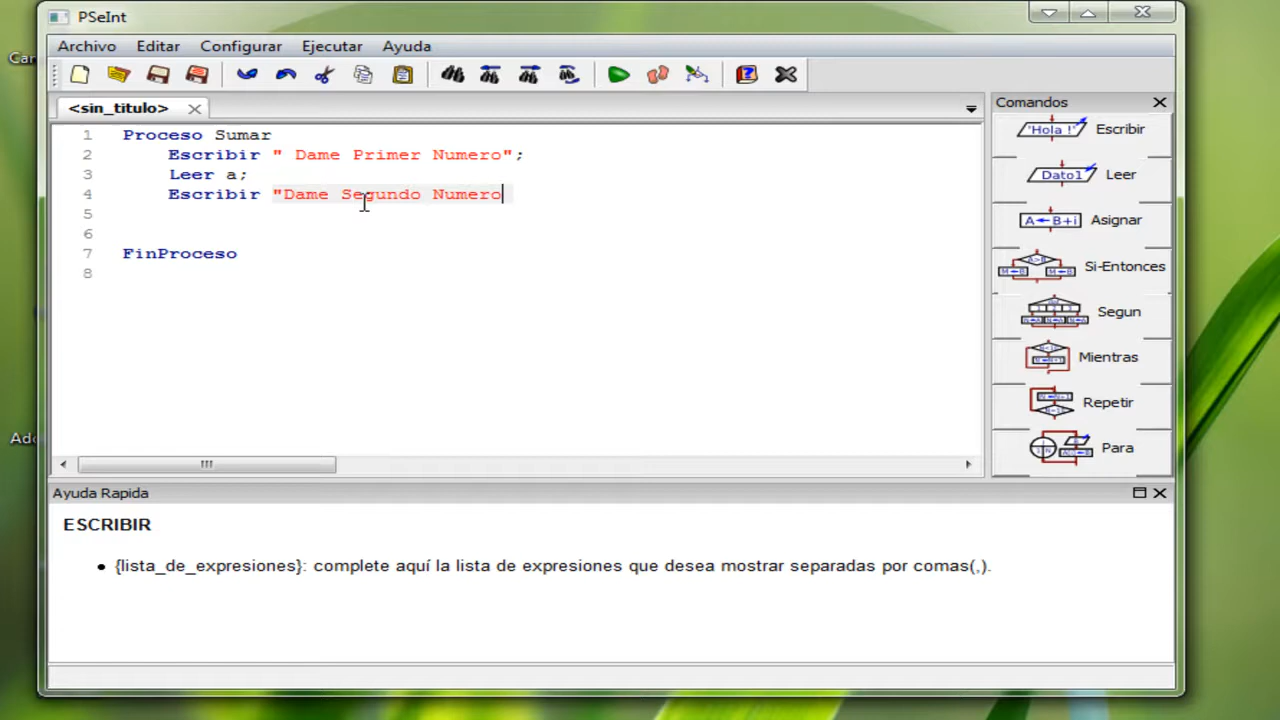 PSeInt
Archivo Editar Configurar Ejecutar Ayuda
<sin_titulo>
1 Proceso Sumar
2 Escribir " Dame Primer Numero";
3 Leer a;
4 Escribir "Dame Segundo Numero
5
6
7 FinProceso
8
Comandos
'Hola !' Escribir
Dato1 Leer
A←B+i Asignar
Si-Entonces
Segun
Mientras
Repetir
Para
Ayuda Rapida
ESCRIBIR
• {lista_de_expresiones}: complete aquí la lista de expresiones que desea mostrar separadas por comas(,).
Car
Ado